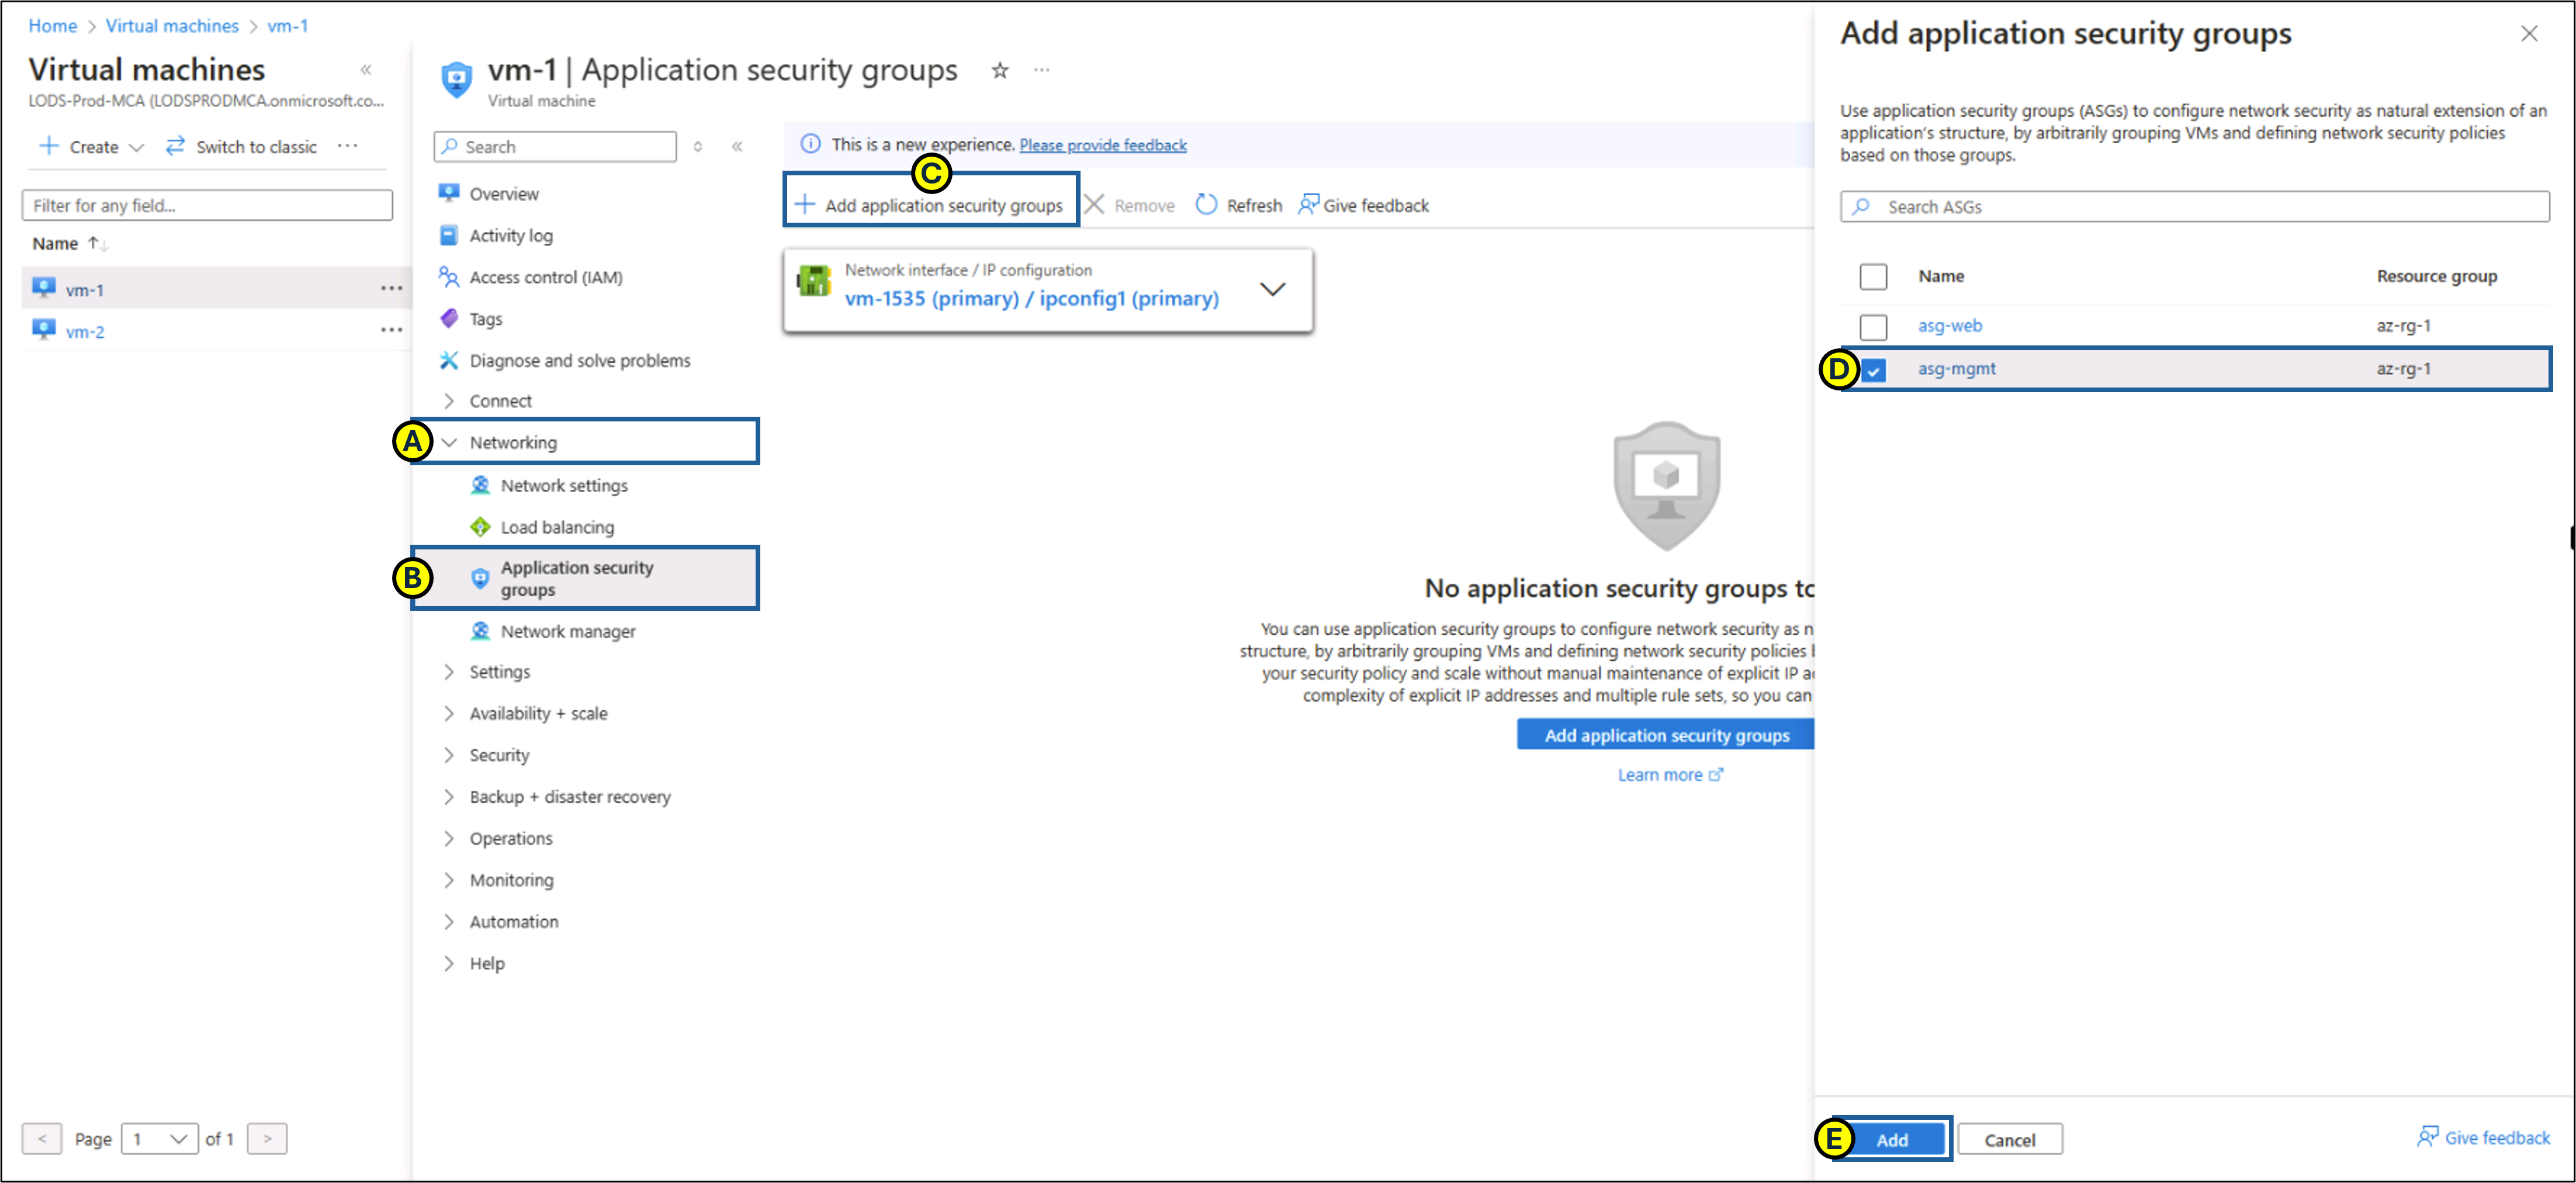 Home > Virtual machines > vm-1
Virtual machines
«
LODS-Prod-MCA (LODSPRODMCA.onmicrosoft.co...
+ Create
Switch to classic
...
Filter for any field...
Name ↑↓
vm-1
...
vm-2
...
< Page 1 of 1 >
vm-1 | Application security groups
...
Virtual machine
Search
«
Overview
Activity log
Access control (IAM)
Tags
Diagnose and solve problems
Connect
A
Networking
Network settings
Load balancing
B
Application security
groups
Network manager
Settings
Availability + scale
Security
Backup + disaster recovery
Operations
Monitoring
Automation
Help
This is a new experience. Please provide feedback
C
+ Add application security groups
Remove
Refresh
Give feedback
Network interface / IP configuration
vm-1535 (primary) / ipconfig1 (primary)
No application security groups to
You can use application security groups to configure network security as n
structure, by arbitrarily grouping VMs and defining network security policies
your security policy and scale without manual maintenance of explicit IP a
complexity of explicit IP addresses and multiple rule sets, so you can
Add application security groups
Learn more
Add application security groups
Use application security groups (ASGs) to configure network security as natural extension of an
application's structure, by arbitrarily grouping VMs and defining network security policies
based on those groups.
Search ASGs
Name Resource group
asg-web az-rg-1
D
asg-mgmt az-rg-1
E
Add
Cancel
Give feedback